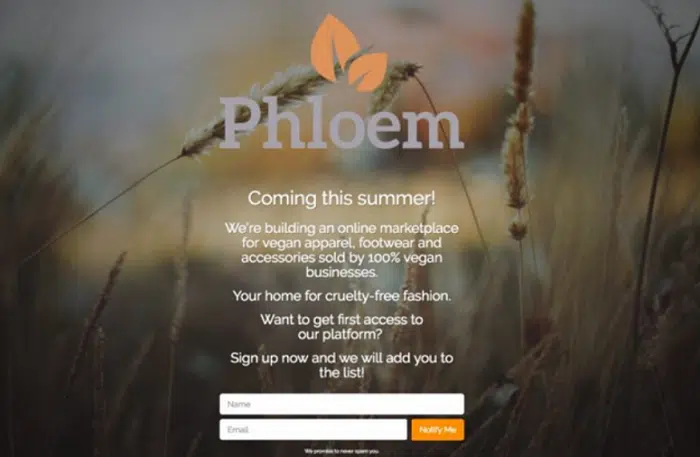 Phloem
Coming this summer!
We're building an online marketplace
for vegan apparel, footwear and
accessories sold by 100% vegan
businesses.
Your home for cruelty-free fashion.
Want to get first access to
our platform?
Sign up now and we will add you to
the list!
Name
Email
Notify Me
We promise to never spam you.